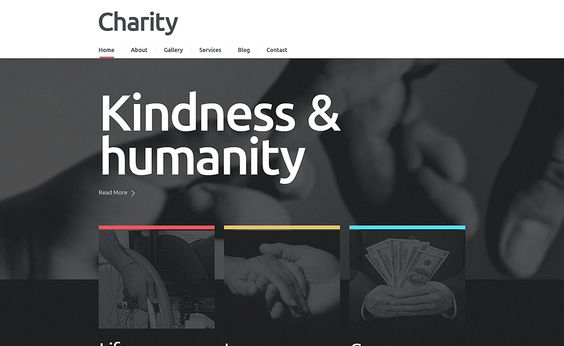 Charity
Home About Gallery Services Blog Contact
Kindness &
humanity
Read More